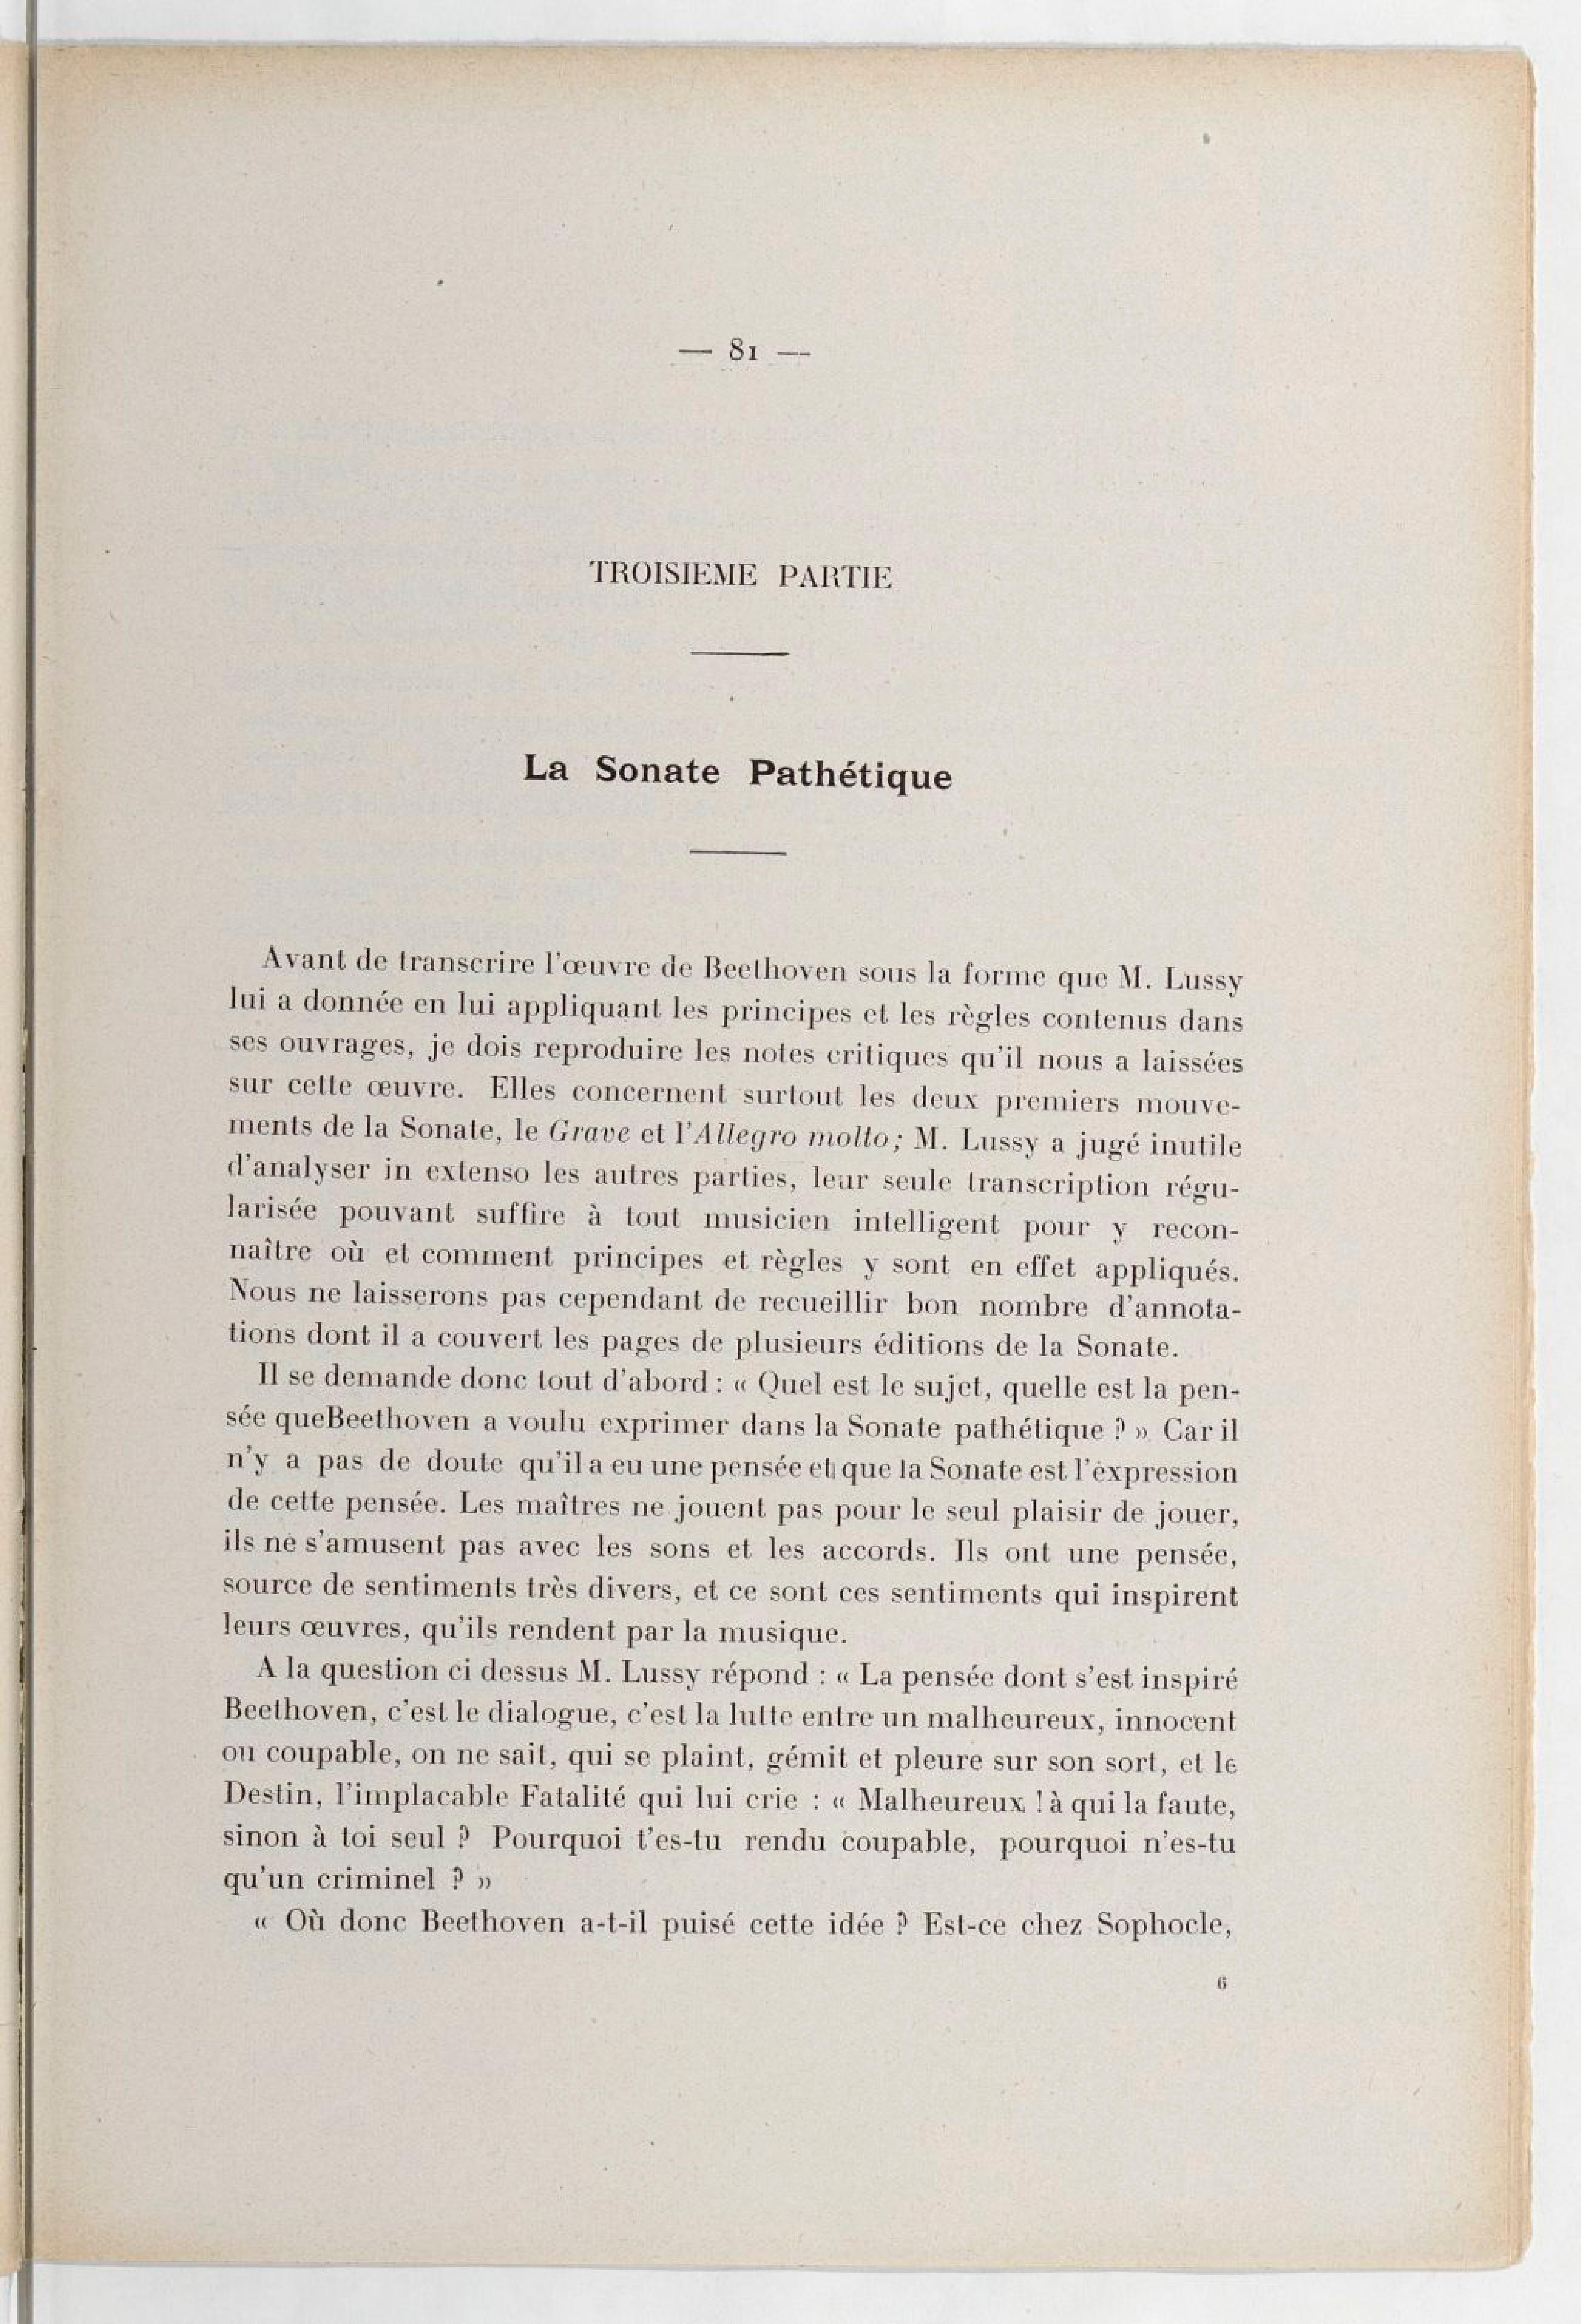 — 81 —
TROISIEME PARTIE
La Sonate Pathétique
Avant de transcrire l'œuvre de Beethoven sous la forme que M. Lussy
lui a donnée en lui appliquant les principes et les règles contenus dans
ses ouvrages, je dois reproduire les notes critiques qu'il nous a laissées
sur cette œuvre. Elles concernent surtout les deux premiers mouve-
ments de la Sonate, le Grave et l'Allegro molto; M. Lussy a jugé inutile
d'analyser in extenso les autres parties, leur seule transcription régu-
larisée pouvant suffire à tout musicien intelligent pour y recon-
naître où et comment principes et règles y sont en effet appliqués.
Nous ne laisserons pas cependant de recueillir bon nombre d'annota-
tions dont il a couvert les pages de plusieurs éditions de la Sonate.
Il se demande donc tout d'abord : « Quel est le sujet, quelle est la pen-
sée queBeethoven a voulu exprimer dans la Sonate pathétique ? » Car il
n'y a pas de doute qu'il a eu une pensée et que la Sonate est l'expression
de cette pensée. Les maîtres ne jouent pas pour le seul plaisir de jouer,
ils ne s'amusent pas avec les sons et les accords. Ils ont une pensée,
source de sentiments très divers, et ce sont ces sentiments qui inspirent
leurs œuvres, qu'ils rendent par la musique.
A la question ci dessus M. Lussy répond : « La pensée dont s'est inspiré
Beethoven, c'est le dialogue, c'est la lutte entre un malheureux, innocent
ou coupable, on ne sait, qui se plaint, gémit et pleure sur son sort, et le
Destin, l'implacable Fatalité qui lui crie : « Malheureux ! à qui la faute,
sinon à toi seul ? Pourquoi t'es-tu rendu coupable, pourquoi n'es-tu
qu'un criminel ? »
« Où donc Beethoven a-t-il puisé cette idée ? Est-ce chez Sophocle,
6